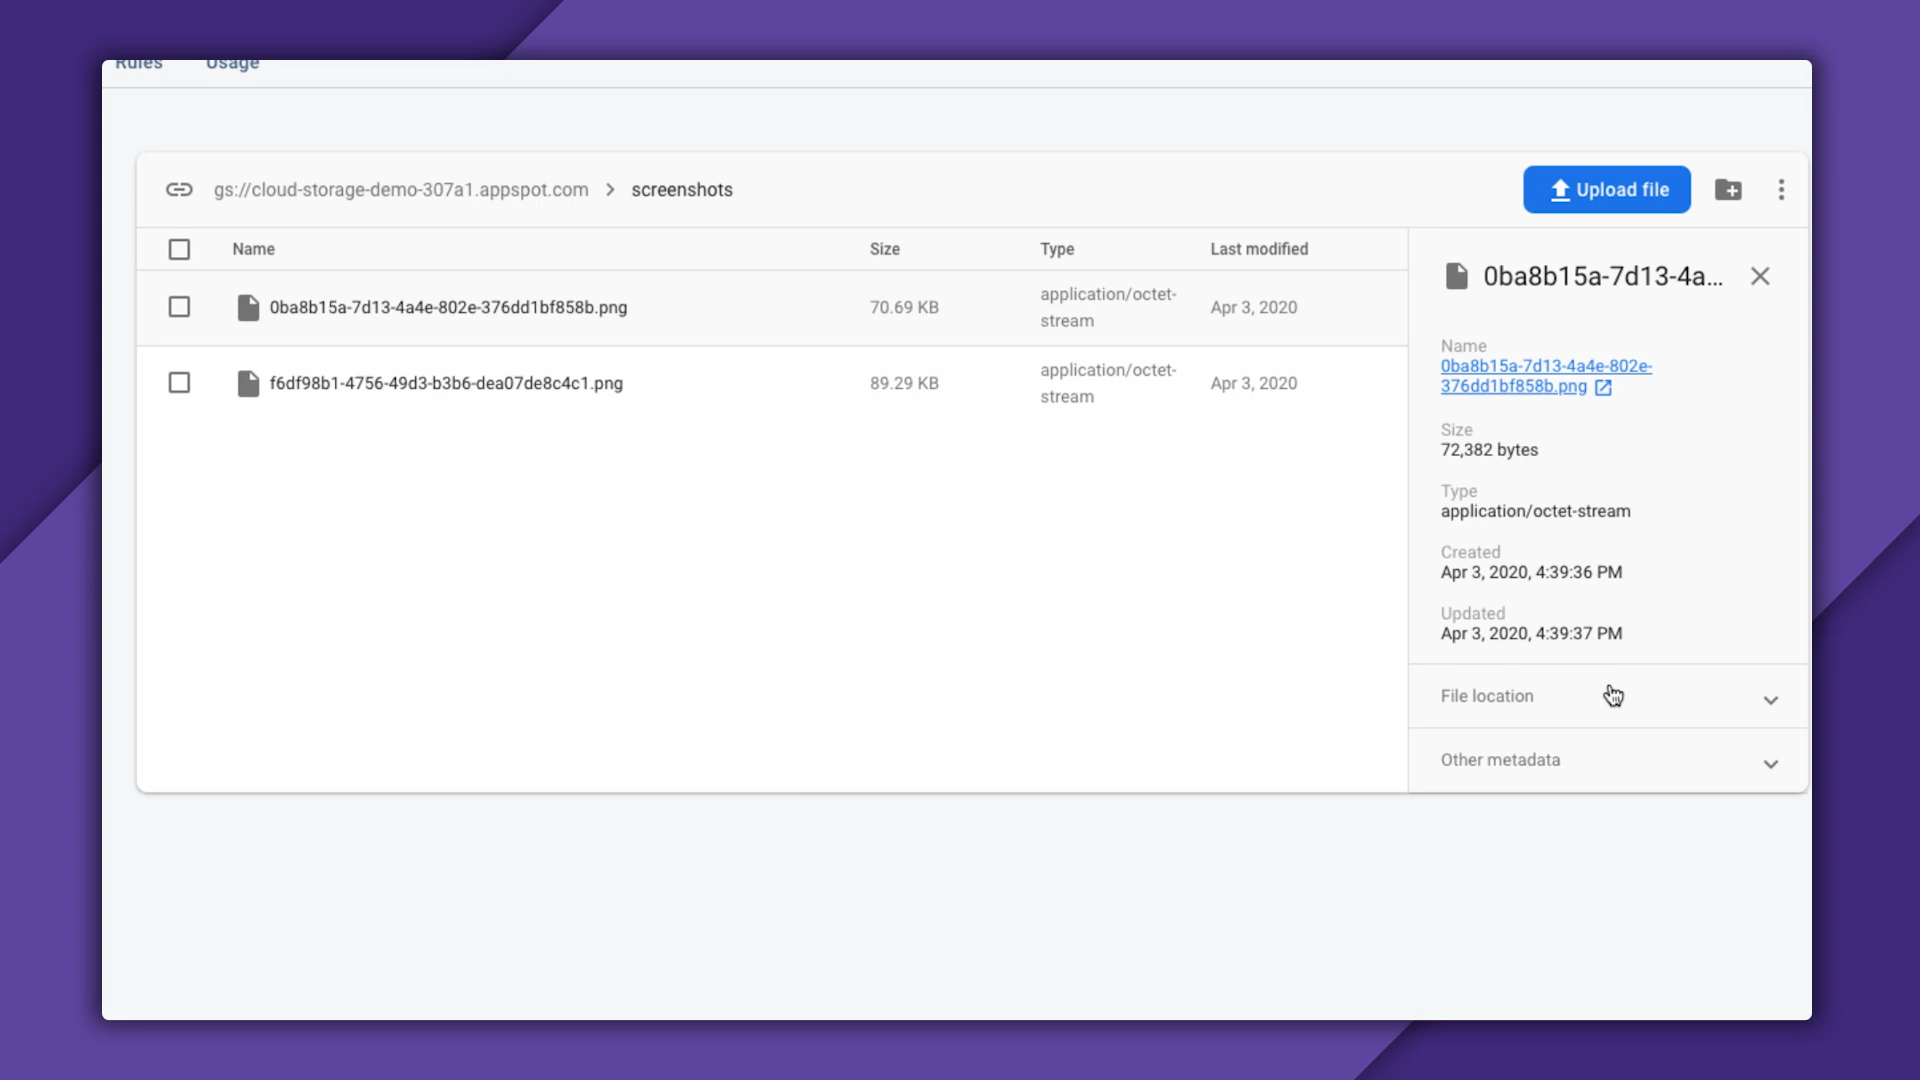 Rules Usage
gs://cloud-storage-demo-307a1.appspot.com > screenshots
Upload file
Name Size Type Last modified
0ba8b15a-7d13-4a4e-802e-376dd1bf858b.png 70.69 KB application/octet-
stream Apr 3, 2020
f6df98b1-4756-49d3-b3b6-dea07de8c4c1.png 89.29 KB application/octet-
stream Apr 3, 2020
0ba8b15a-7d13-4a...
Name
0ba8b15a-7d13-4a4e-802e-
376dd1bf858b.png
Size
72,382 bytes
Type
application/octet-stream
Created
Apr 3, 2020, 4:39:36 PM
Updated
Apr 3, 2020, 4:39:37 PM
File location
Other metadata